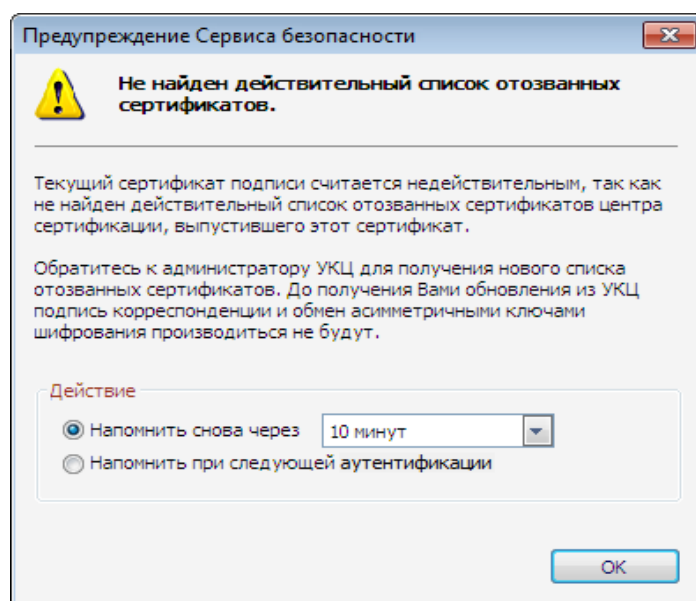 Предупреждение Сервиса безопасности
Не найден действительный список отозванных
сертификатов.
Текущий сертификат подписи считается недействительным, так как
не найден действительный список отозванных сертификатов центра
сертификации, выпустившего этот сертификат.
Обратитесь к администратору УКЦ для получения нового списка
отозванных сертификатов. До получения Вами обновления из УКЦ
подпись корреспонденции и обмен асимметричными ключами
шифрования производиться не будут.
Действие
Напомнить снова через 10 минут
Напомнить при следующей аутентификации
OK